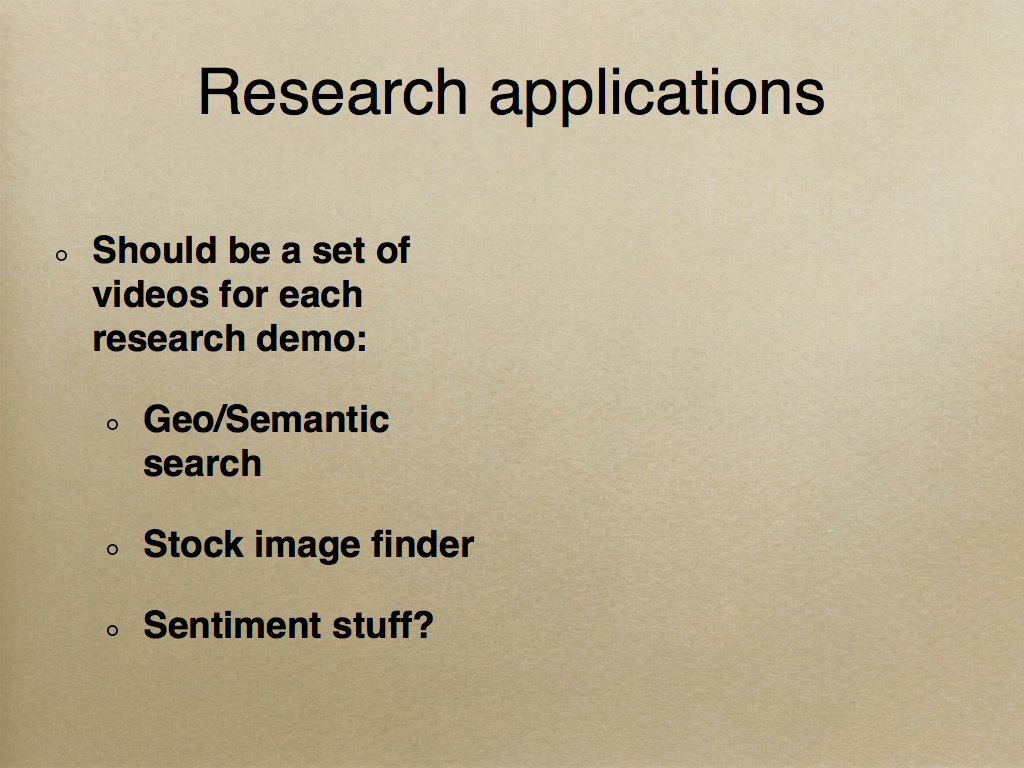 Research applications
Should be a set of
videos for each
research demo:
Geo/Semantic
search
Stock image finder
Sentiment stuff?